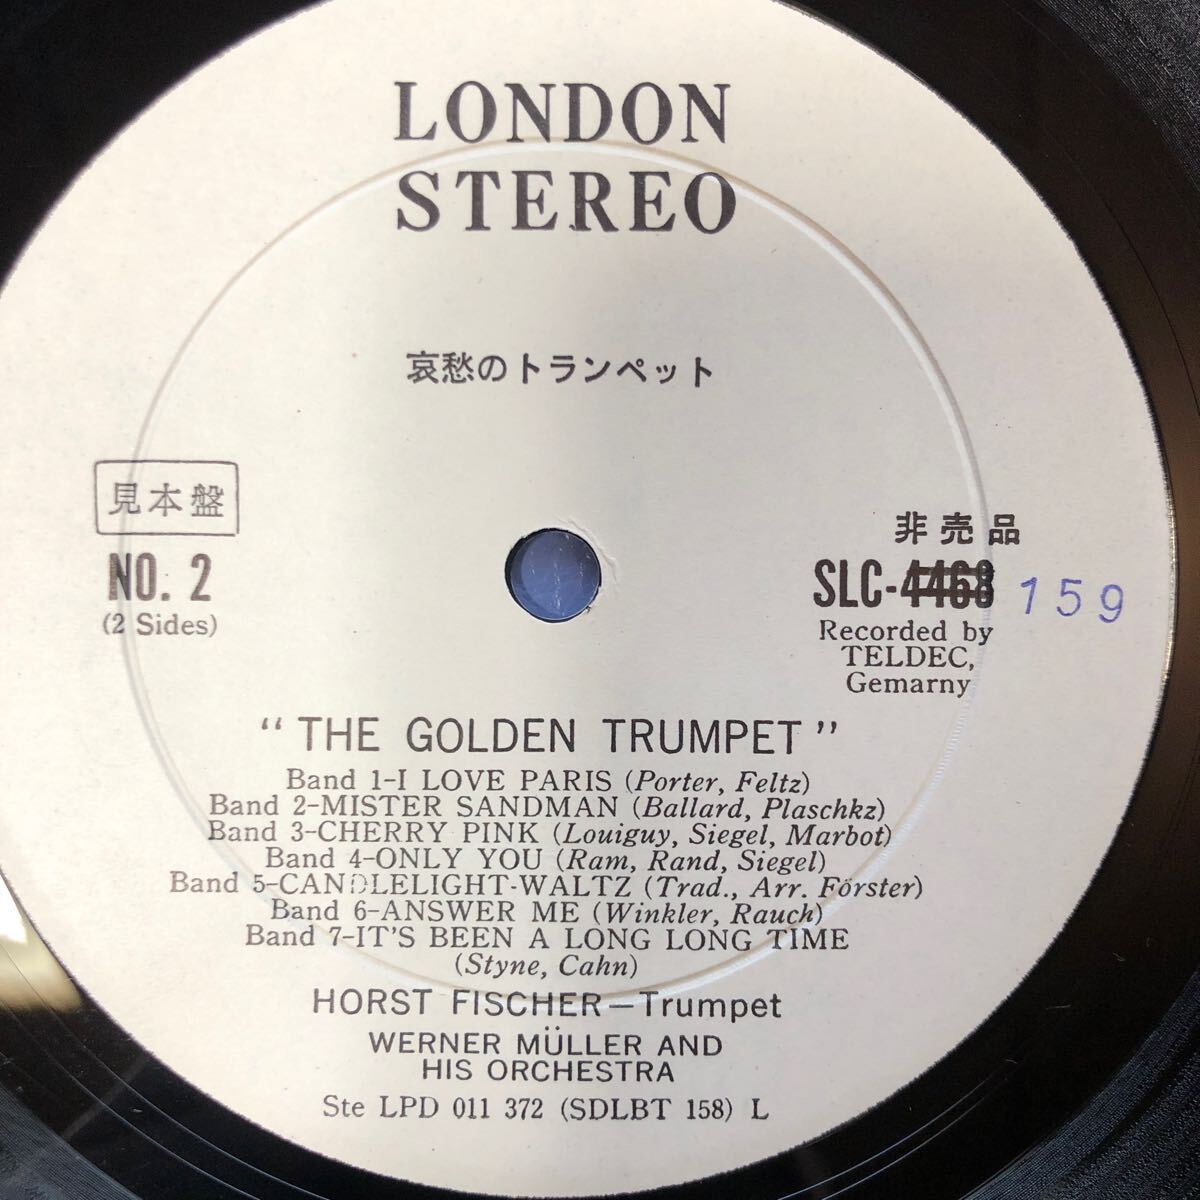 LONDON
STEREO
哀愁のトランペット
見本盤
NO. 2
(2 Sides)
非売品
SLC-4468 159
Recorded by
TELDEC,
Gemarny
"THE GOLDEN TRUMPET"
Band 1-I LOVE PARIS (Porter, Feltz)
Band 2-MISTER SANDMAN (Ballard, Plaschkz)
Band 3-CHERRY PINK (Louiguy, Siegel, Marbot)
Band 4-ONLY YOU (Ram, Rand, Siegel)
Band 5-CANDLELIGHT-WALTZ (Trad., Arr. Förster)
Band 6-ANSWER ME (Winkler, Rauch)
Band 7-IT'S BEEN A LONG LONG TIME
(Styne, Cahn)
HORST FISCHER—Trumpet
WERNER MÜLLER AND
HIS ORCHESTRA
Ste LPD 011 372 (SDLBT 158) L